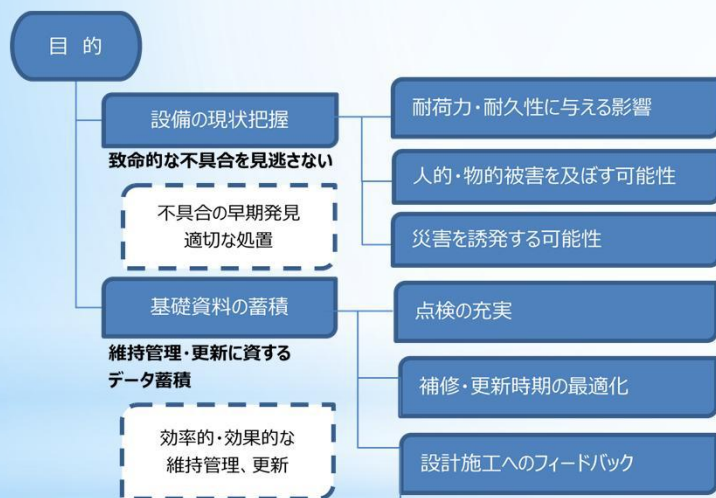 目 的
設備の現状把握
致命的な不具合を見逃さない
不具合の早期発見
適切な処置
耐荷力・耐久性に与える影響
人的・物的被害を及ぼす可能性
災害を誘発する可能性
基礎資料の蓄積
維持管理・更新に資する
データ蓄積
効率的・効果的な
維持管理、更新
点検の充実
補修・更新時期の最適化
設計施工へのフィードバック